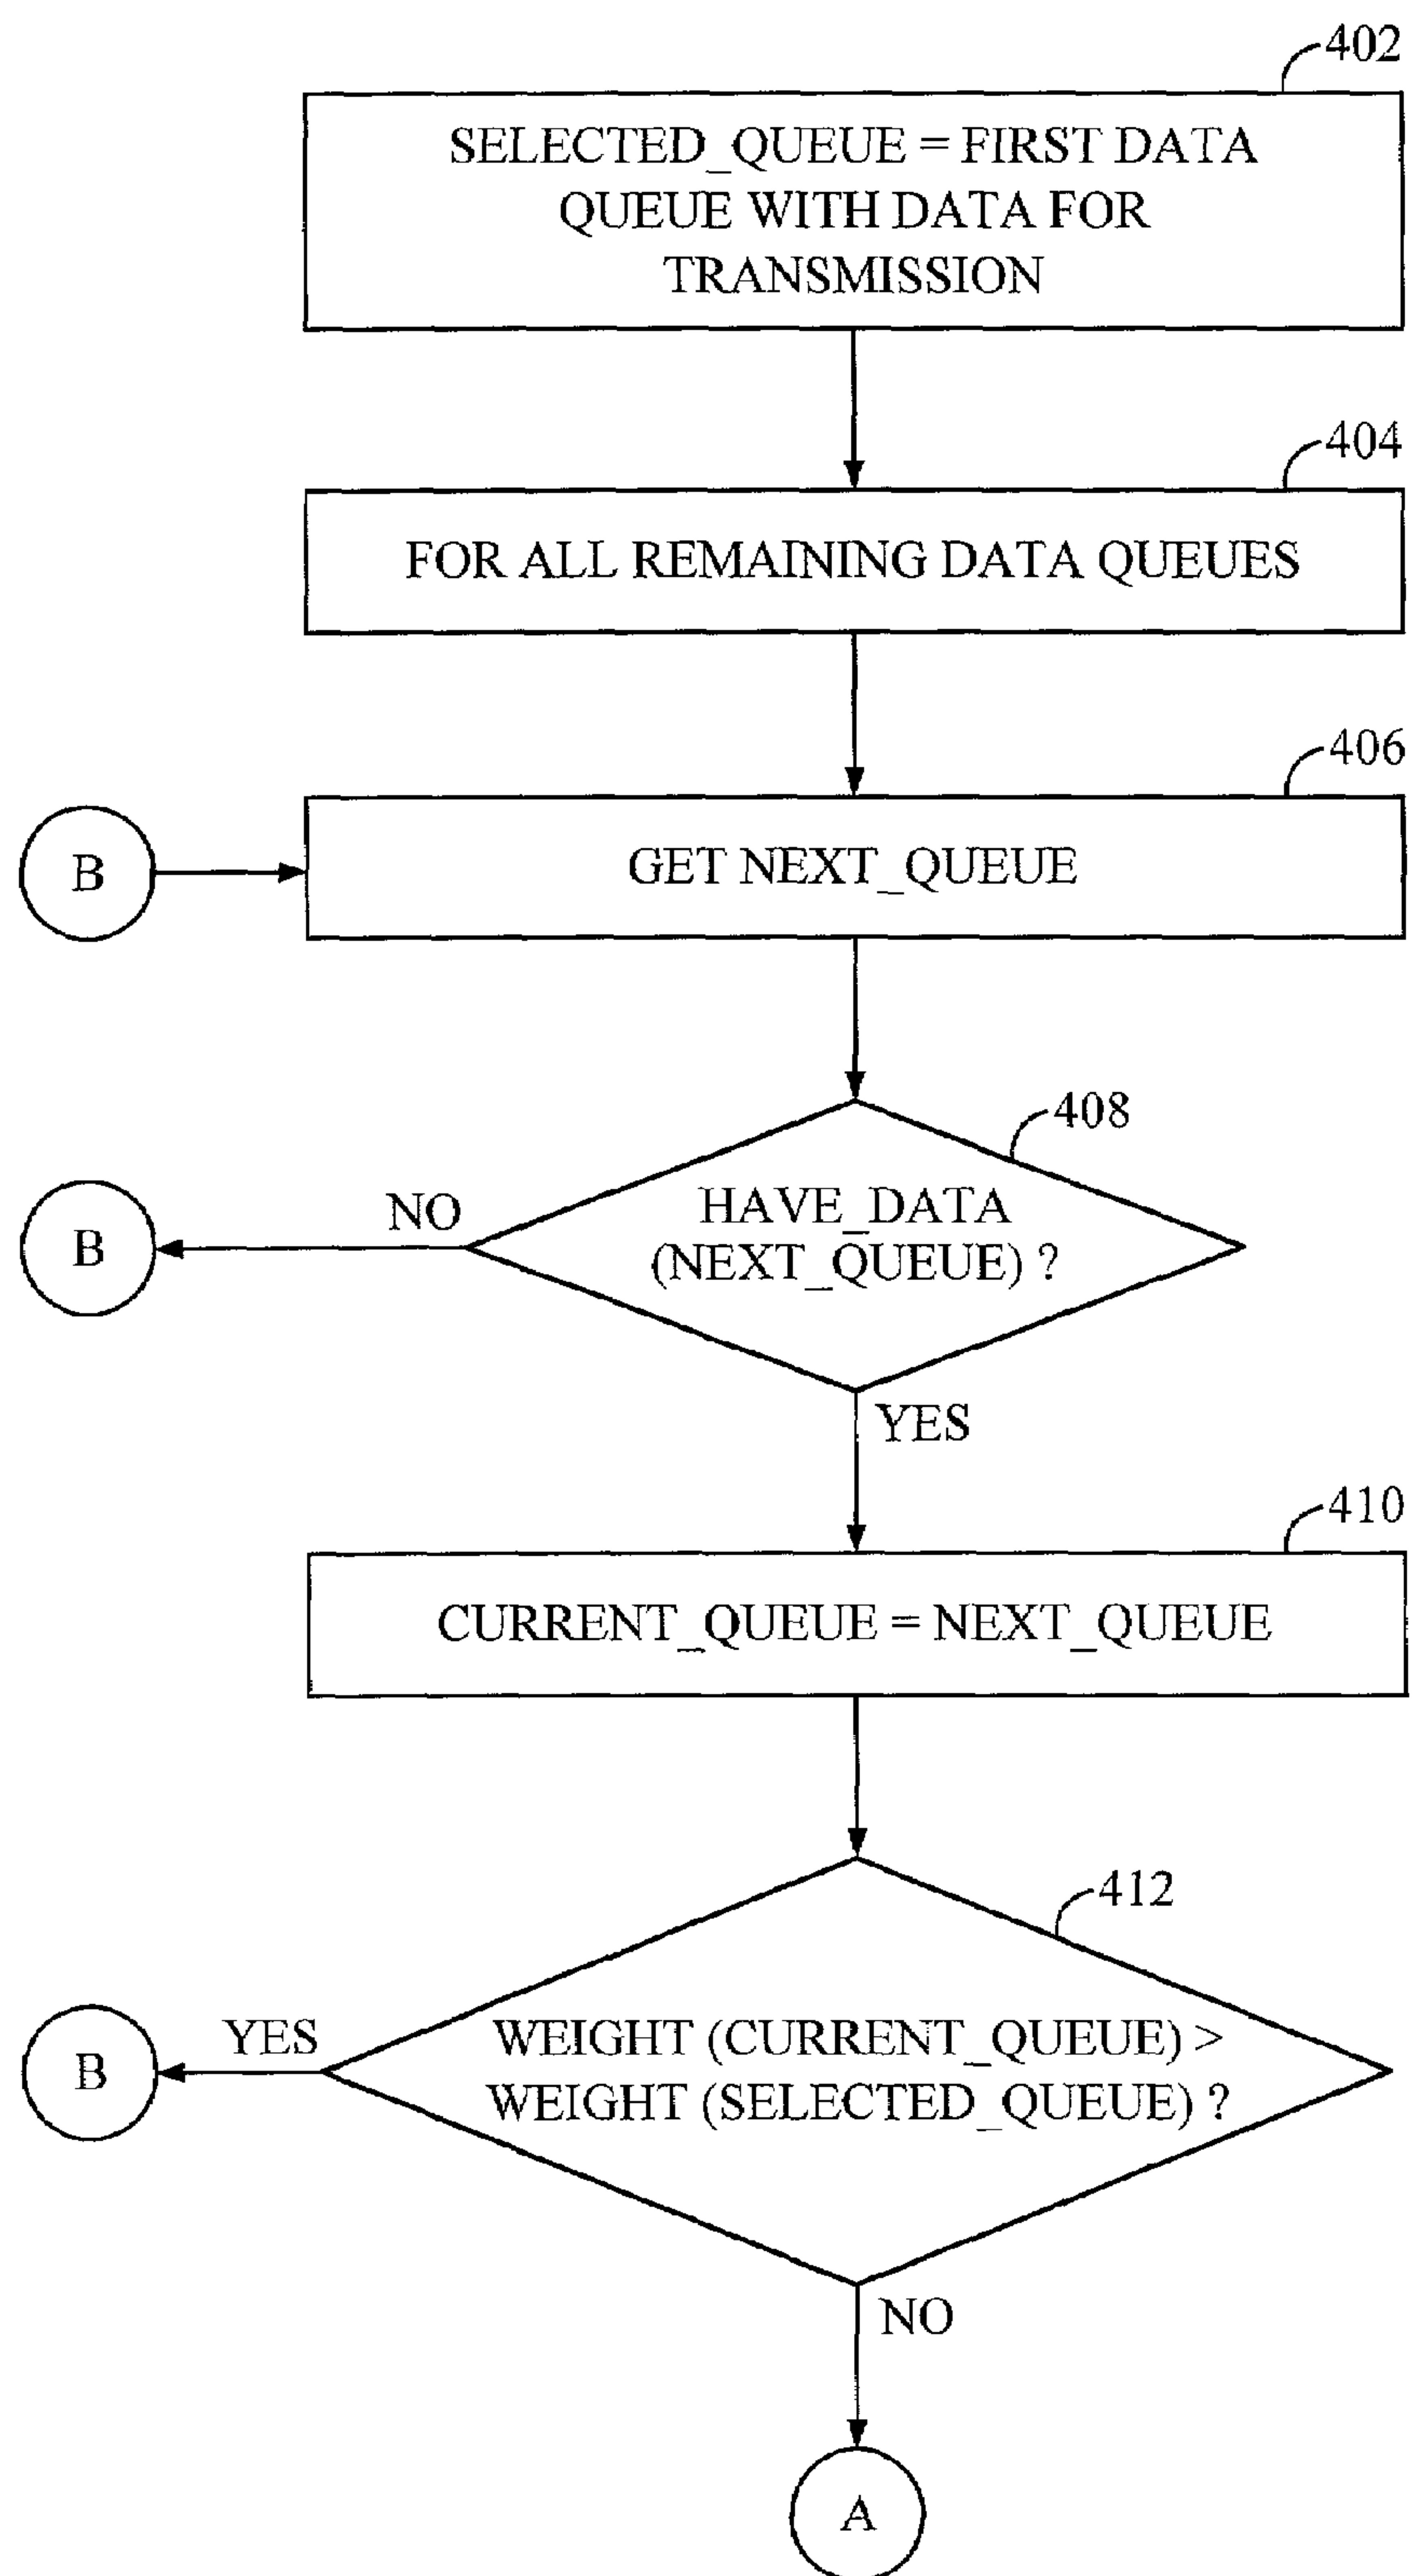 402
SELECTED_QUEUE = FIRST DATA
QUEUE WITH DATA FOR
TRANSMISSION
404
FOR ALL REMAINING DATA QUEUES
406
B
GET NEXT_QUEUE
408
HAVE_DATA
(NEXT_QUEUE) ?
NO
B
YES
410
CURRENT_QUEUE = NEXT_QUEUE
412
WEIGHT (CURRENT_QUEUE) >
WEIGHT (SELECTED_QUEUE) ?
YES
B
NO
A